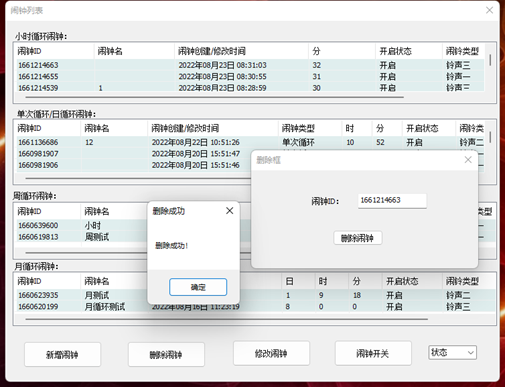 闹钟列表
小时循环闹钟：
闹钟ID 闹钟名 闹钟创建/修改时间 分 开启状态 闹铃类型
1661214663 2022年08月23日 08:31:03 32 开启 铃声三
1661214655 2022年08月23日 08:30:55 31 开启 铃声一
1661214539 1 2022年08月23日 08:28:59 30 开启 铃声三
单次循环/日循环闹钟：
闹钟ID 闹钟名 闹钟创建/修改时间 闹钟类型 时 分 开启状态 闹铃类
1661136686 12 2022年08月22日 10:51:26 单次循环 10 52 开启 铃声二
1660981907 2022年08月20日 15:51:47
1660981906 2022年08月20日 15:51:46
删除框
闹钟ID： 1661214663
删除闹钟
周循环闹钟：
闹钟ID 闹钟名 类型
1660639600 小时
1660619813 周测试
删除成功
删除成功！
确定
月循环闹钟：
闹钟ID 闹钟名 日 时 分 开启状态 闹铃类型
1660623935 月测试 1 9 18 开启 铃声二
1660620199 月循环测试 2022年08月16日 11:23:19 8 0 0 开启 铃声三
新增闹钟 删除闹钟 修改闹钟 闹钟开关 状态